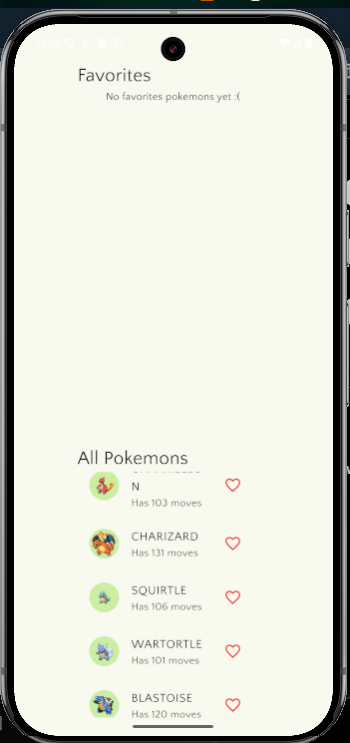 Favorites
No favorites pokemons yet :(
All Pokemons
N
Has 103 moves
CHARIZARD
Has 131 moves
SQUIRTLE
Has 106 moves
WARTORTLE
Has 101 moves
BLASTOISE
Has 120 moves